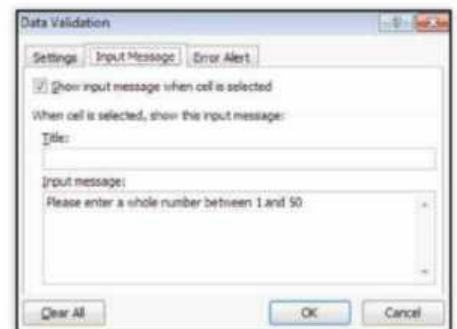 Data Validation
Settings Input Message Error Alert
Show input message when cell is selected
When cell is selected, show this input message:
Title:
Input message:
Please enter a whole number between 1 and 50
Clear All OK Cancel